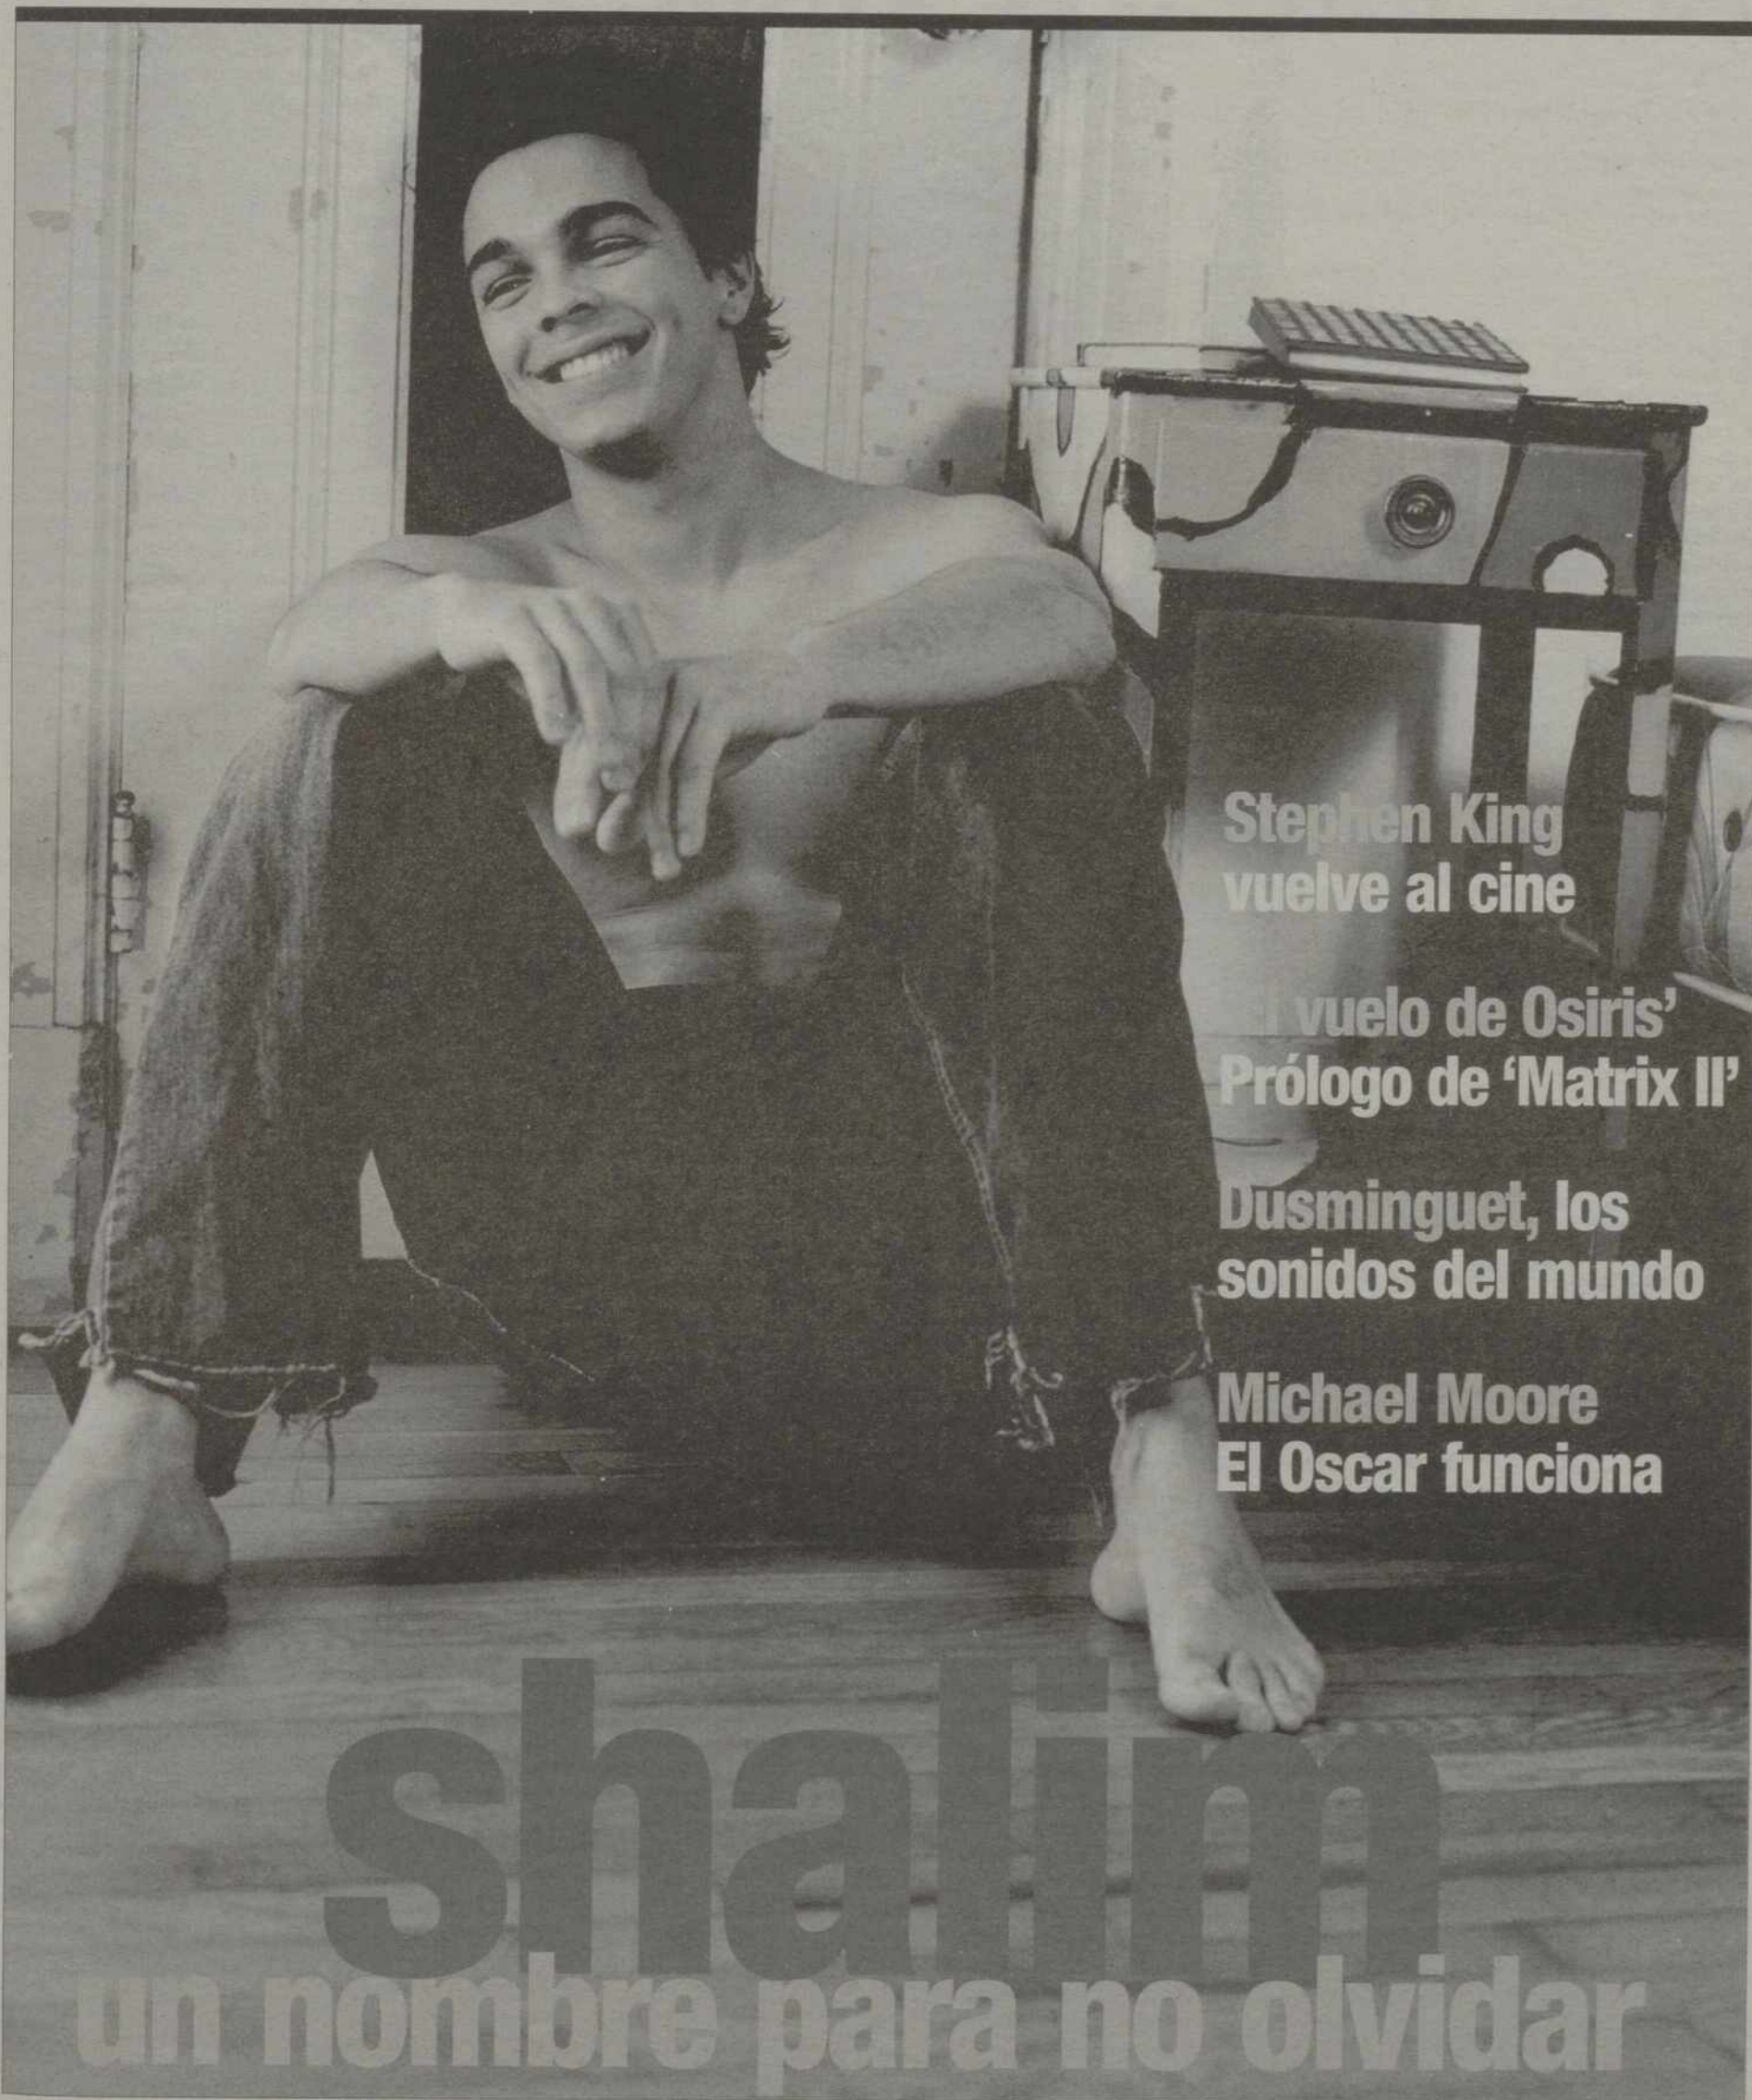 Stephen King
vuelve al cine
l vuelo de Osiris’
Prólogo de ‘Matrix II’
Dusminguet, los
sonidos del mundo
Michael Moore
El Oscar funciona
shalim
un nombre para no olvidar